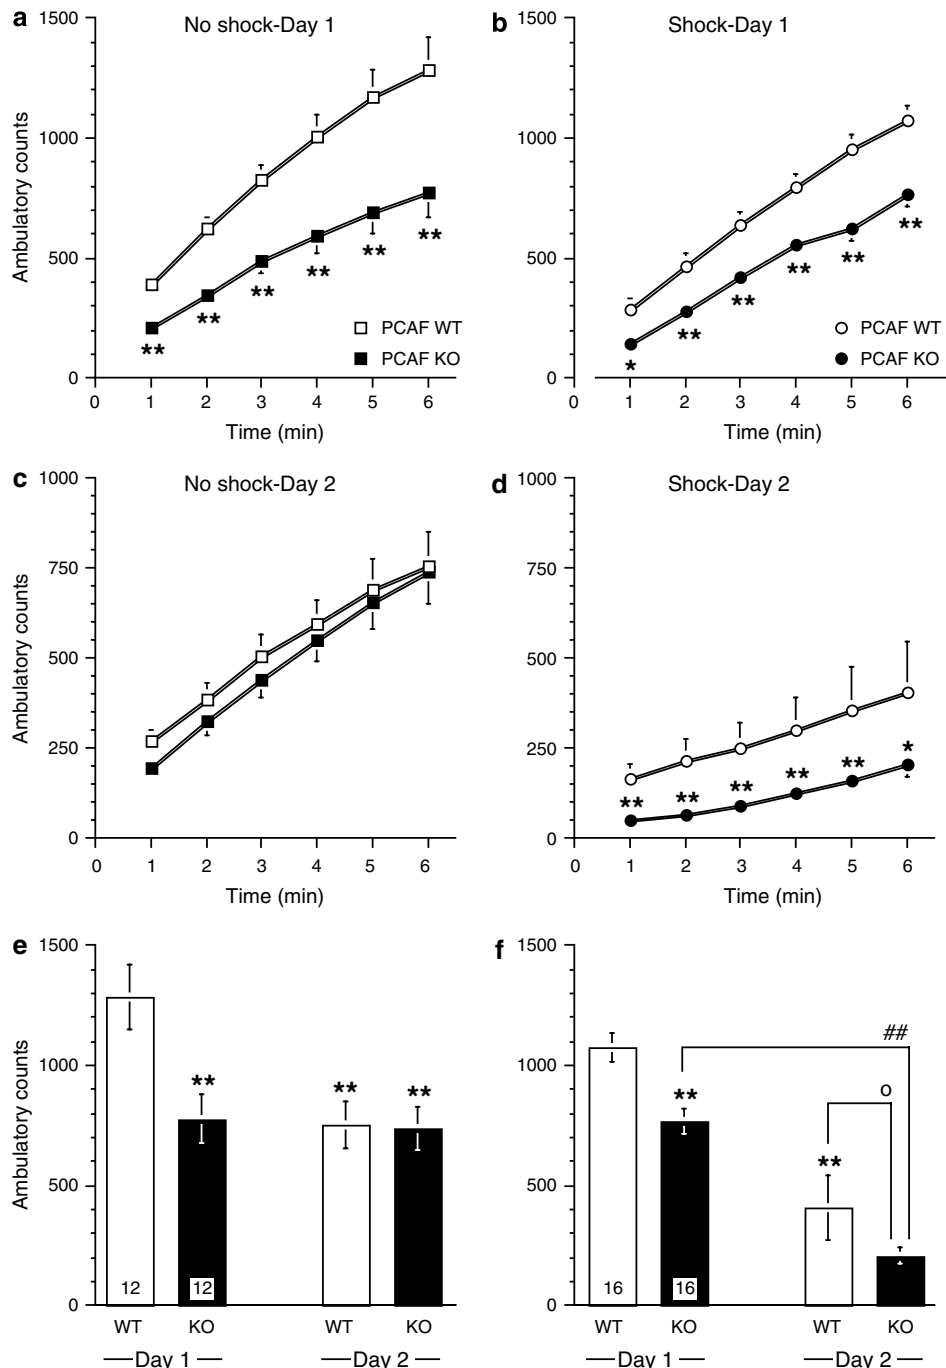 a No shock-Day 1
1500
1000
500
0
Ambulatory counts
**
**
**
**
**
**
PCAF WT
PCAF KO
0 1 2 3 4 5 6
Time (min)
b Shock-Day 1
1500
1000
500
0
*
**
**
**
**
**
PCAF WT
PCAF KO
0 1 2 3 4 5 6
Time (min)
c No shock-Day 2
1000
750
500
250
0
Ambulatory counts
0 1 2 3 4 5 6
Time (min)
d Shock-Day 2
1000
750
500
250
0
**
**
**
**
**
*
0 1 2 3 4 5 6
Time (min)
e
1500
1000
500
0
Ambulatory counts
** ** **
12 12
WT KO WT KO
Day 1 Day 2
f
1500
1000
500
0
##
o
** **
16 16
WT KO WT KO
Day 1 Day 2